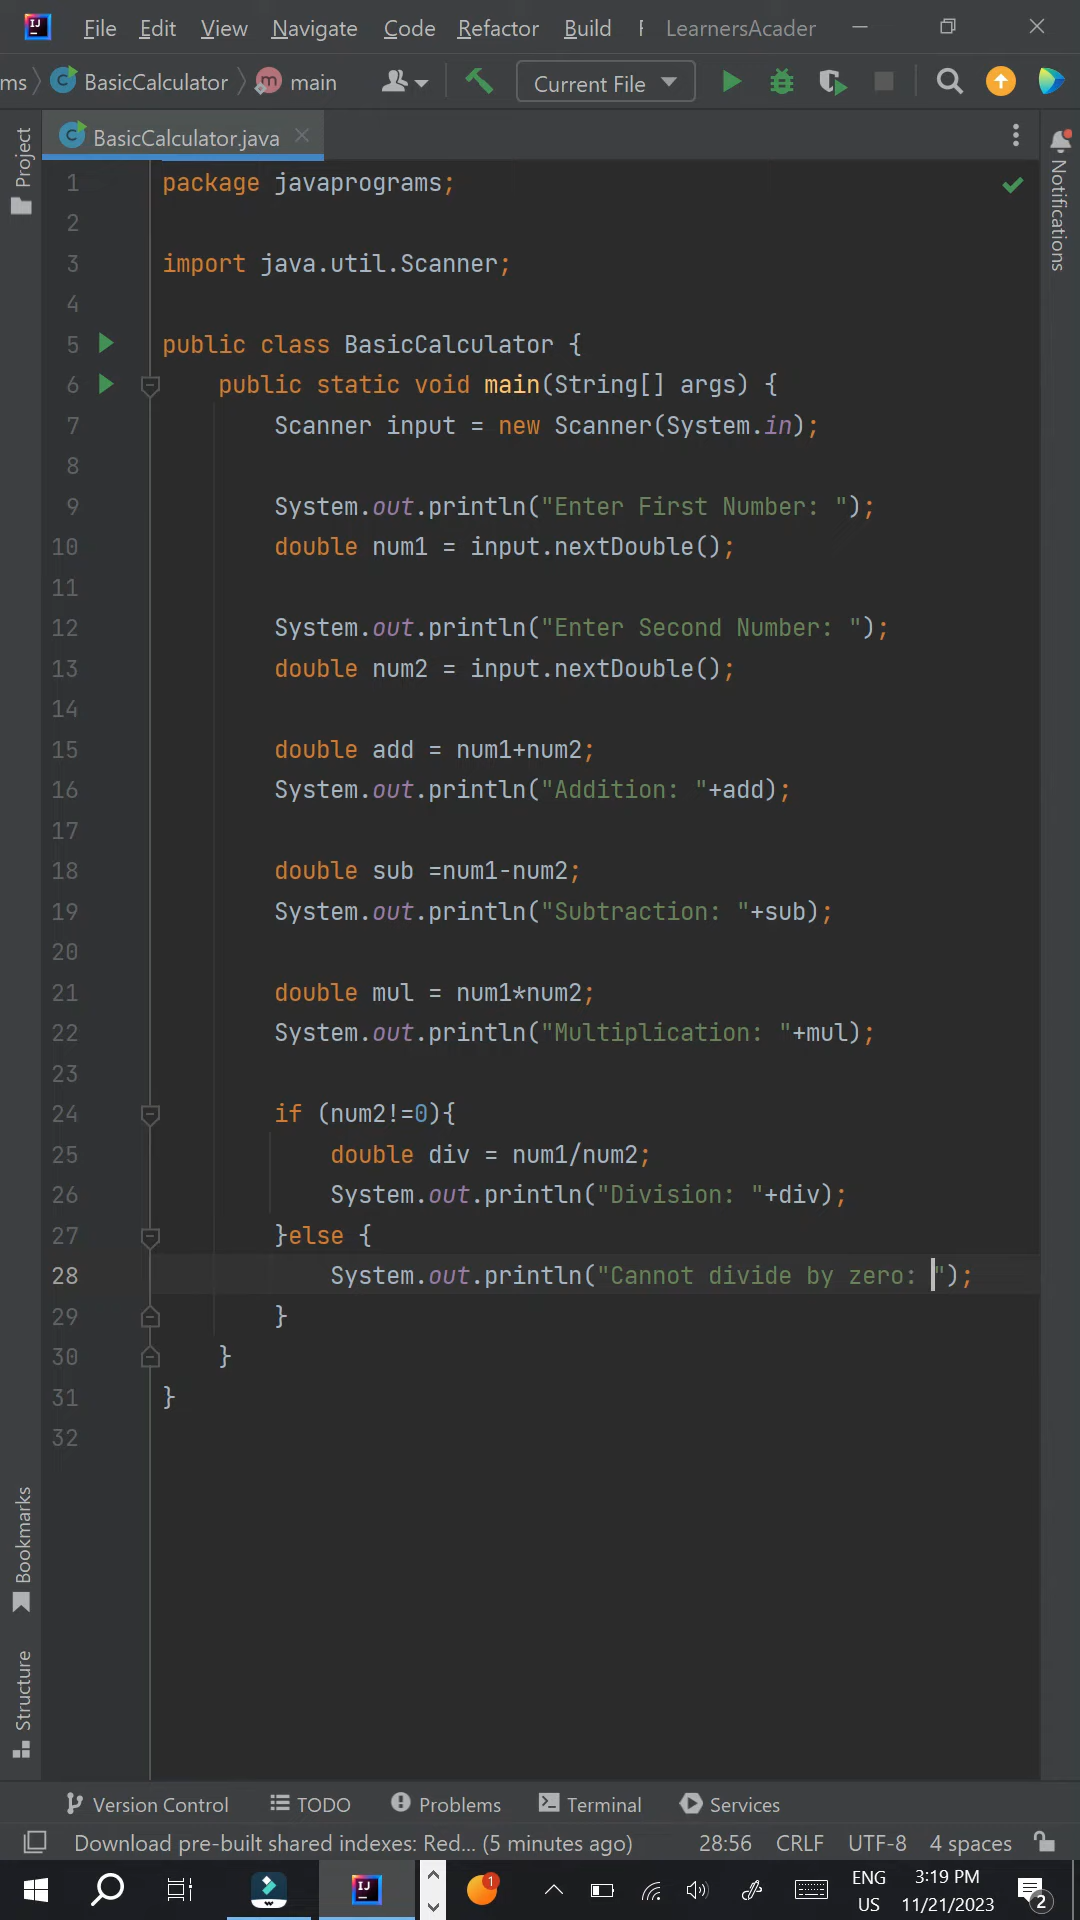 File Edit View Navigate Code Refactor Build LearnersAcader
ms BasicCalculator main Current File
BasicCalculator.java
Project
Notifications
1 package javaprograms;
2
3 import java.util.Scanner;
4
5 public class BasicCalculator {
6 public static void main(String[] args) {
7 Scanner input = new Scanner(System.in);
8
9 System.out.println("Enter First Number: ");
10 double num1 = input.nextDouble();
11
12 System.out.println("Enter Second Number: ");
13 double num2 = input.nextDouble();
14
15 double add = num1+num2;
16 System.out.println("Addition: "+add);
17
18 double sub =num1-num2;
19 System.out.println("Subtraction: "+sub);
20
21 double mul = num1*num2;
22 System.out.println("Multiplication: "+mul);
23
24 if (num2!=0){
25 double div = num1/num2;
26 System.out.println("Division: "+div);
27 }else {
28 System.out.println("Cannot divide by zero: ");
29 }
30 }
31 }
32
Bookmarks
Structure
Version Control TODO Problems Terminal Services
Download pre-built shared indexes: Red... (5 minutes ago) 28:56 CRLF UTF-8 4 spaces
1 ENG 3:19 PM
US 11/21/2023 2